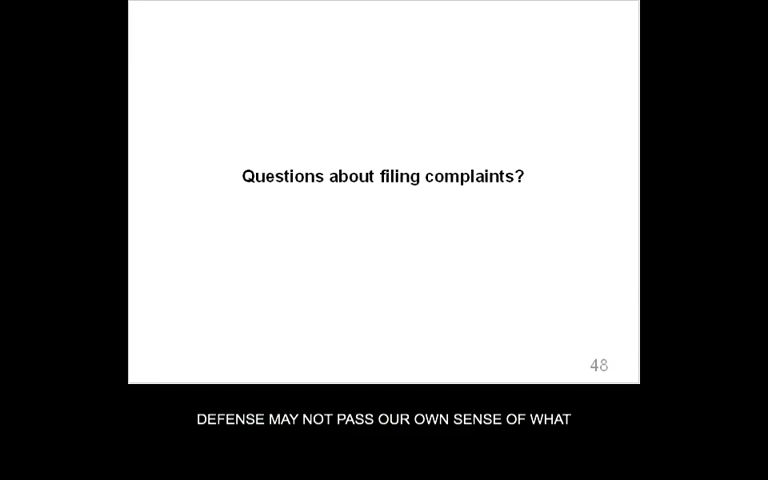 Questions about filing complaints?
48
DEFENSE MAY NOT PASS OUR OWN SENSE OF WHAT